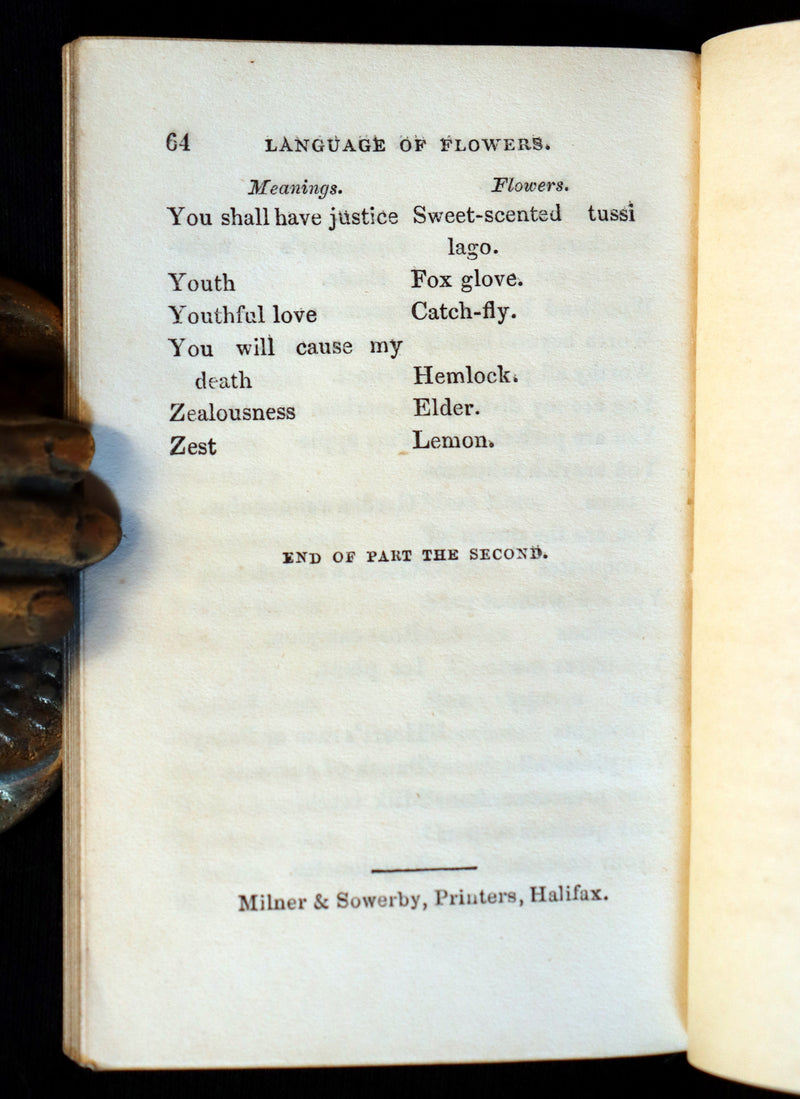 64 LANGUAGE OF FLOWERS.
Meanings. Flowers.
You shall have justice Sweet-scented tussi
lago.
Youth Fox glove.
Youthful love Catch-fly.
You will cause my
death Hemlock.
Zealousness Elder.
Zest Lemon.
END OF PART THE SECOND.
Milner & Sowerby, Printers, Halifax.